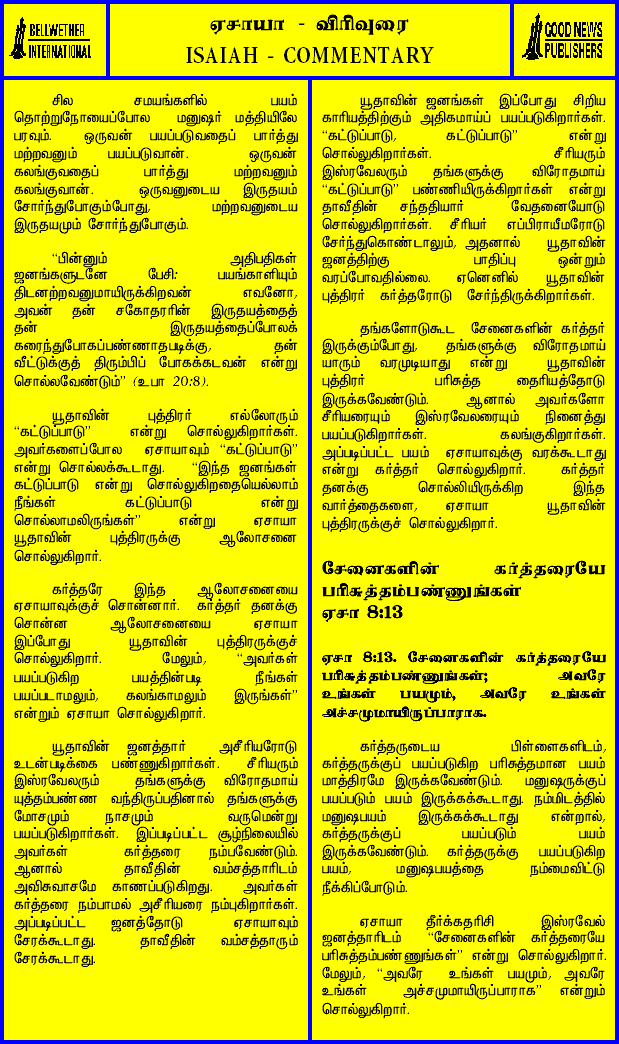 BELLWETHER
INTERNATIONAL
ஏசாயா - விரிவுரை
ISAIAH - COMMENTARY
GOOD NEWS
PUBLISHERS
சில சமயங்களில் பயம்
தொற்றுநோயைப்போல மனுஷர் மத்தியிலே
பரவும். ஒருவன் பயப்படுவதைப் பார்த்து
மற்றவனும் பயப்படுவான். ஒருவன்
கலங்குவதைப் பார்த்து மற்றவனும்
கலங்குவான். ஒருவனுடைய இருதயம்
சோர்ந்துபோகும்போது, மற்றவனுடைய
இருதயமும் சோர்ந்துபோகும்.
“பின்னும் அதிபதிகள்
ஜனங்களுடனே பேசி: பயங்காளியும்
திடனற்றவனுமாயிருக்கிறவன் எவனோ,
அவன் தன் சகோதரரின் இருதயத்தைத்
தன் இருதயத்தைப்போலக்
கரைந்துபோகப்பண்ணாதபடிக்கு, தன்
வீட்டுக்குத் திரும்பிப் போகக்கடவன் என்று
சொல்லவேண்டும்” (உபா 20:8).
யூதாவின் புத்திரர் எல்லோரும்
“கட்டுப்பாடு” என்று சொல்லுகிறார்கள்.
அவர்களைப்போல ஏசாயாவும் “கட்டுப்பாடு”
என்று சொல்லக்கூடாது. “இந்த ஜனங்கள்
கட்டுப்பாடு என்று சொல்லுகிறதையெல்லாம்
நீங்கள் கட்டுப்பாடு என்று
சொல்லாமலிருங்கள்” என்று ஏசாயா
யூதாவின் புத்திரருக்கு ஆலோசனை
சொல்லுகிறார்.
கர்த்தரே இந்த ஆலோசனையை
ஏசாயாவுக்குச் சொன்னார். கர்த்தர் தனக்கு
சொன்ன ஆலோசனையை ஏசாயா
இப்போது யூதாவின் புத்திரருக்குச்
சொல்லுகிறார். மேலும், “அவர்கள்
பயப்படுகிற பயத்தின்படி நீங்கள்
பயப்படாமலும், கலங்காமலும் இருங்கள்”
என்றும் ஏசாயா சொல்லுகிறார்.
யூதாவின் ஜனத்தார் அசீரியரோடு
உடன்படிக்கை பண்ணுகிறார்கள். சீரியரும்
இஸ்ரவேலரும் தங்களுக்கு விரோதமாய்
யுத்தம்பண்ண வந்திருப்பதினால் தங்களுக்கு
மோசமும் நாசமும் வருமென்று
பயப்படுகிறார்கள். இப்படிப்பட்ட சூழ்நிலையில்
அவர்கள் கர்த்தரை நம்பவேண்டும்.
ஆனால் தாவீதின் வம்சத்தாரிடம்
அவிசுவாசமே காணப்படுகிறது. அவர்கள்
கர்த்தரை நம்பாமல் அசீரியரை நம்புகிறார்கள்.
அப்படிப்பட்ட ஜனத்தோடு ஏசாயாவும்
சேரக்கூடாது. தாவீதின் வம்சத்தாரும்
சேரக்கூடாது.
யூதாவின் ஜனங்கள் இப்போது சிறிய
காரியத்திற்கும் அதிகமாய்ப் பயப்படுகிறார்கள்.
“கட்டுப்பாடு, கட்டுப்பாடு” என்று
சொல்லுகிறார்கள். சீரியரும்
இஸ்ரவேலரும் தங்களுக்கு விரோதமாய்
“கட்டுப்பாடு” பண்ணியிருக்கிறார்கள் என்று
தாவீதின் சந்ததியார் வேதனையோடு
சொல்லுகிறார்கள். சீரியர் எப்பிராயீமரோடு
சேர்ந்துகொண்டாலும், அதனால் யூதாவின்
ஜனத்திற்கு பாதிப்பு ஒன்றும்
வரப்போவதில்லை. ஏனெனில் யூதாவின்
புத்திரர் கர்த்தரோடு சேர்ந்திருக்கிறார்கள்.
தங்களோடுகூட சேனைகளின் கர்த்தர்
இருக்கும்போது, தங்களுக்கு விரோதமாய்
யாரும் வரமுடியாது என்று யூதாவின்
புத்திரர் பரிசுத்த தைரியத்தோடு
இருக்கவேண்டும். ஆனால் அவர்களோ
சீரியரையும் இஸ்ரவேலரையும் நினைத்து
பயப்படுகிறார்கள். கலங்குகிறார்கள்.
அப்படிப்பட்ட பயம் ஏசாயாவுக்கு வரக்கூடாது
என்று கர்த்தர் சொல்லுகிறார். கர்த்தர்
தனக்கு சொல்லியிருக்கிற இந்த
வார்த்தைகளை, ஏசாயா யூதாவின்
புத்திரருக்குச் சொல்லுகிறார்.
சேனைகளின் கர்த்தரையே
பரிசுத்தம்பண்ணுங்கள்
ஏசா 8:13
ஏசா 8:13. சேனைகளின் கர்த்தரையே
பரிசுத்தம்பண்ணுங்கள்; அவரே
உங்கள் பயமும், அவரே உங்கள்
அச்சமுமாயிருப்பாராக.
கர்த்தருடைய பிள்ளைகளிடம்,
கர்த்தருக்குப் பயப்படுகிற பரிசுத்தமான பயம்
மாத்திரமே இருக்கவேண்டும். மனுஷருக்குப்
பயப்படும் பயம் இருக்கக்கூடாது. நம்மிடத்தில்
மனுஷபயம் இருக்கக்கூடாது என்றால்,
கர்த்தருக்குப் பயப்படும் பயம்
இருக்கவேண்டும். கர்த்தருக்கு பயப்படுகிற
பயம், மனுஷபயத்தை நம்மைவிட்டு
நீக்கிப்போடும்.
ஏசாயா தீர்க்கதரிசி இஸ்ரவேல்
ஜனத்தாரிடம் “சேனைகளின் கர்த்தரையே
பரிசுத்தம்பண்ணுங்கள்” என்று சொல்லுகிறார்.
மேலும், “அவரே உங்கள் பயமும், அவரே
உங்கள் அச்சமுமாயிருப்பாராக” என்றும்
சொல்லுகிறார்.